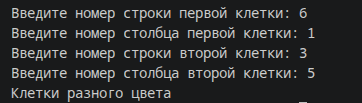 Введите номер строки первой клетки: 6
Введите номер столбца первой клетки: 1
Введите номер строки второй клетки: 3
Введите номер столбца второй клетки: 5
Клетки разного цвета